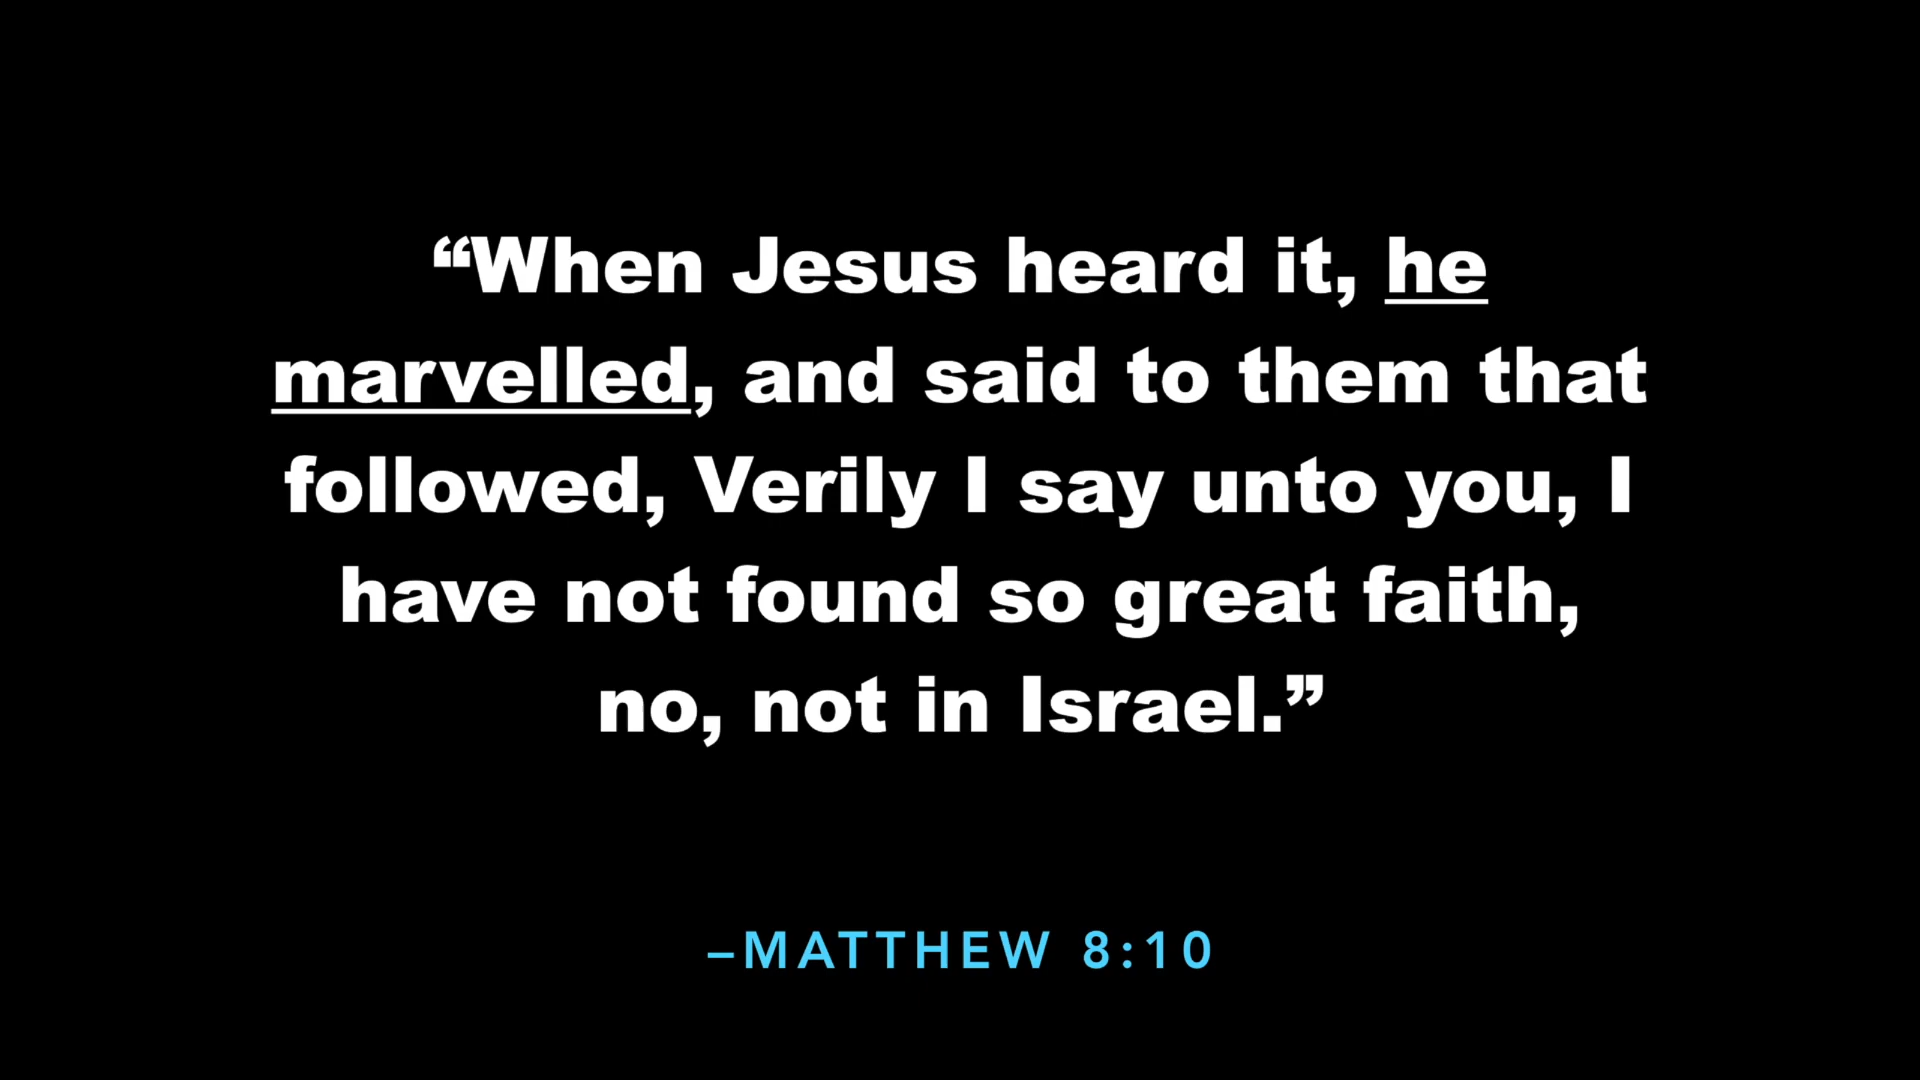 “When Jesus heard it, he
marvelled, and said to them that
followed, Verily I say unto you, I
have not found so great faith,
no, not in Israel.”
–MATTHEW 8:10